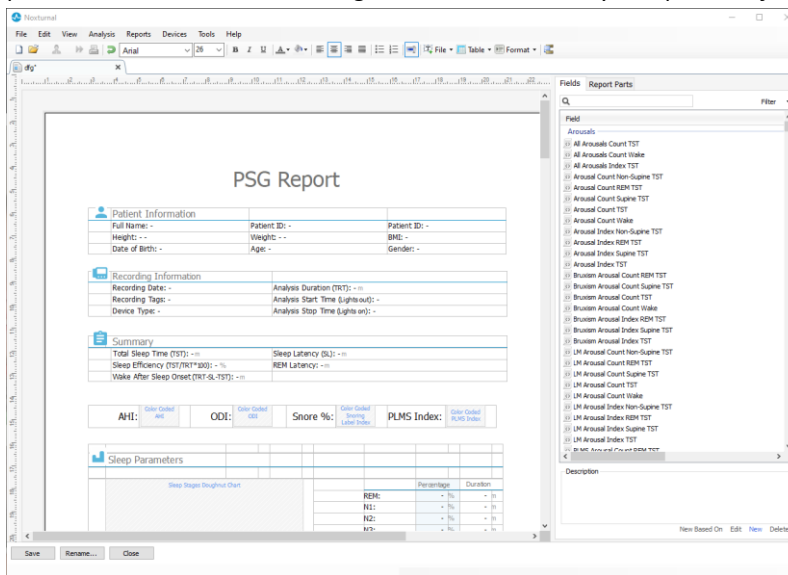 Noxturnal
File Edit View Analysis Reports Devices Tools Help
Arial 26 B I U A File Table Format
dfg* ×
Fields Report Parts
Filter
Field
Arousals
All Arousals Count TST
All Arousals Count Wake
All Arousals Index TST
Arousal Count Non-Supine TST
Arousal Count REM TST
Arousal Count Supine TST
Arousal Count TST
Arousal Count Wake
Arousal Index Non-Supine TST
Arousal Index REM TST
Arousal Index Supine TST
Arousal Index TST
Bruxism Arousal Count REM TST
Bruxism Arousal Count Supine TST
Bruxism Arousal Count TST
Bruxism Arousal Count Wake
Bruxism Arousal Index REM TST
Bruxism Arousal Index Supine TST
Bruxism Arousal Index TST
LM Arousal Count Non-Supine TST
LM Arousal Count REM TST
LM Arousal Count Supine TST
LM Arousal Count TST
LM Arousal Count Wake
LM Arousal Index Non-Supine TST
LM Arousal Index REM TST
LM Arousal Index Supine TST
LM Arousal Index TST
PLMS Arousal Count REM TST
Description
New Based On Edit New Delete
PSG Report
Patient Information
Full Name: - Patient ID: - Patient ID: -
Height: - - Weight: - - BMI: -
Date of Birth: - Age: - Gender: -
Recording Information
Recording Date: - Analysis Duration (TRT): - m
Recording Tags: - Analysis Start Time (Lights out): -
Device Type: - Analysis Stop Time (Lights on): -
Summary
Total Sleep Time (TST): - m Sleep Latency (SL): - m
Sleep Efficiency (TST/TRT*100): - % REM Latency: - m
Wake After Sleep Onset (TRT-SL-TST): - m
AHI: Color Coded AHI ODI: Color Coded ODI Snore %: Color Coded Snoring Label Index PLMS Index: Color Coded PLMS Index
Sleep Parameters
Sleep Stages Doughnut Chart Percentage Duration
REM: - % - m
N1: - % - m
N2: - % - m
N3: - % - m
Save Rename... Close